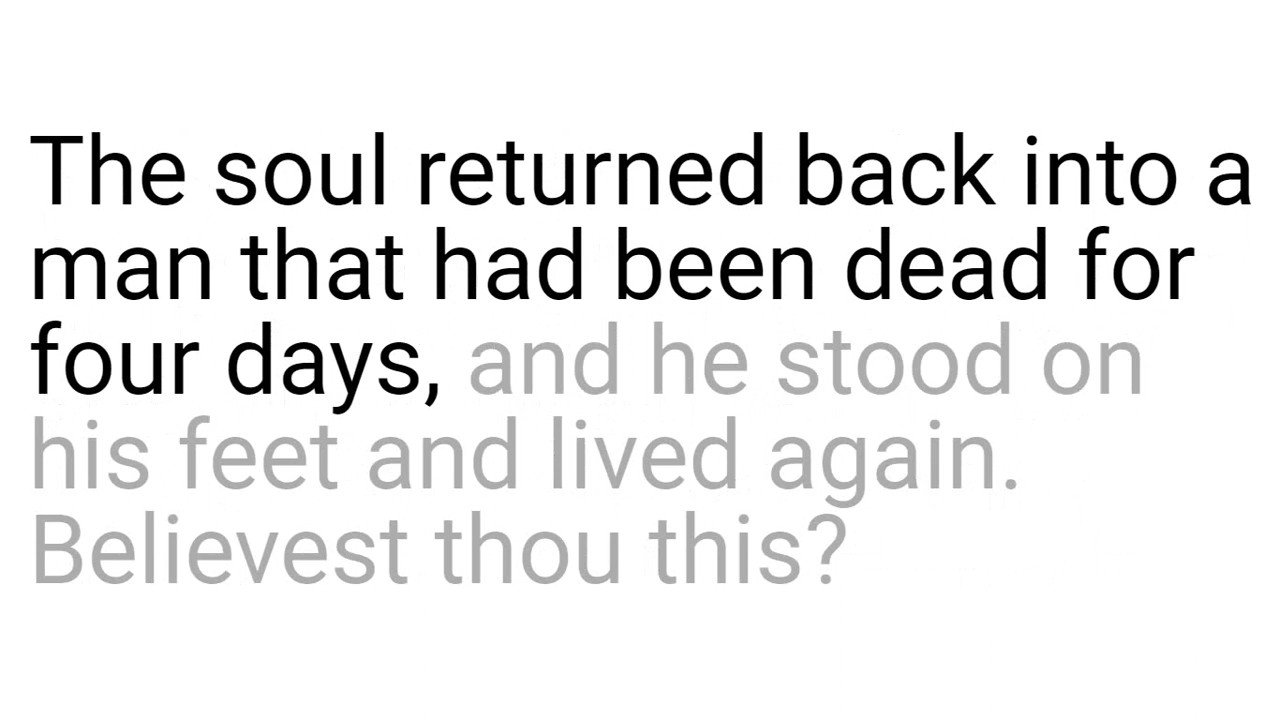 The soul returned back into a
man that had been dead for
four days, and he stood on
his feet and lived again.
Believest thou this?